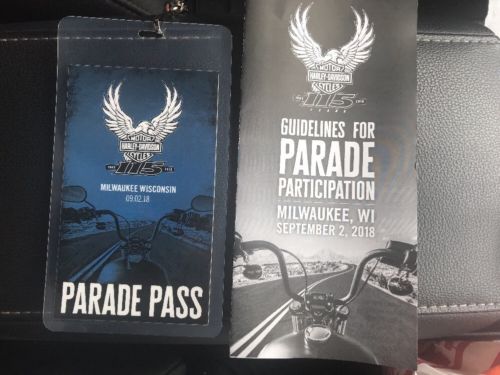 MOTOR
HARLEY-DAVIDSON
CYCLES
115
MILWAUKEE WISCONSIN
09.02.18
PARADE PASS
MOTOR
HARLEY-DAVIDSON
CYCLES
115
YEARS
GUIDELINES FOR
PARADE
PARTICIPATION
MILWAUKEE, WI
SEPTEMBER 2, 2018